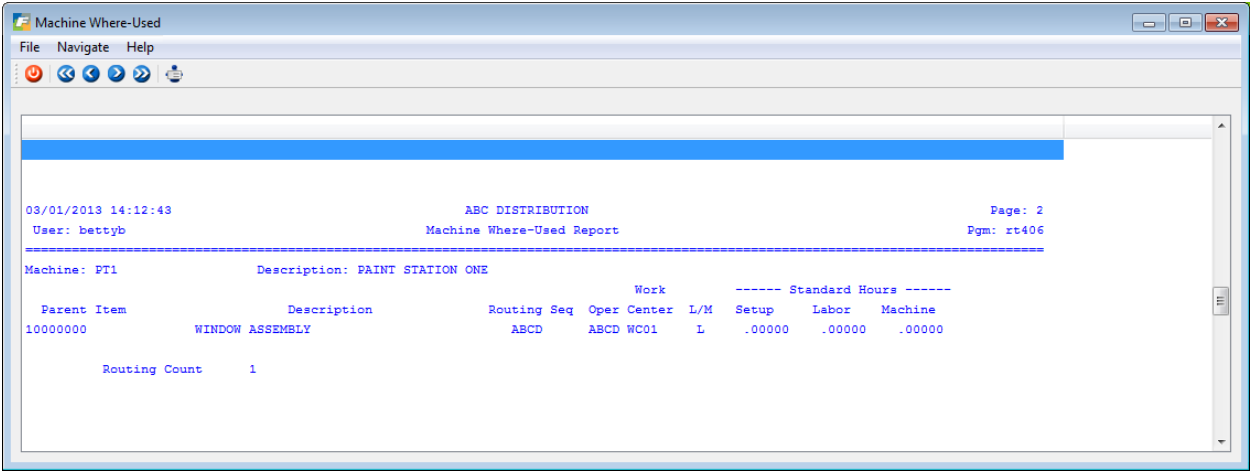 Machine Where-Used
File Navigate Help
03/01/2013 14:12:43 ABC DISTRIBUTION Page: 2
User: bettyb Machine Where-Used Report Pgm: rt406
====================================================================================================================================
Machine: PT1 Description: PAINT STATION ONE
Work ------ Standard Hours ------
Parent Item Description Routing Seq Oper Center L/M Setup Labor Machine
10000000 WINDOW ASSEMBLY ABCD ABCD WC01 L .00000 .00000 .00000
Routing Count 1